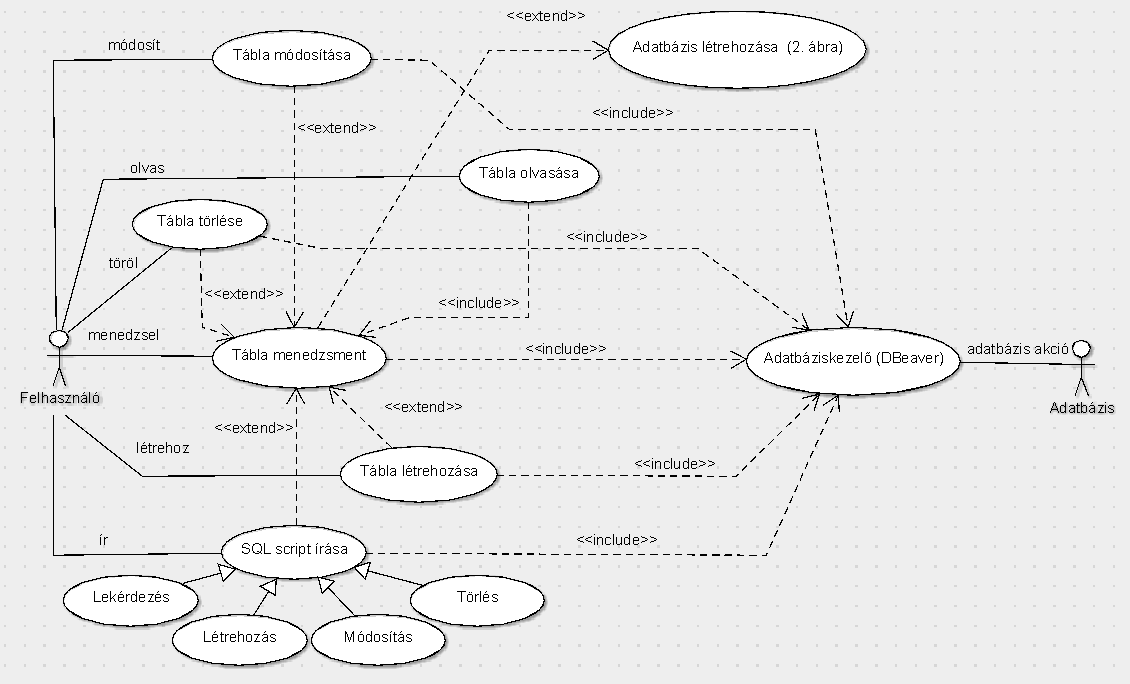 <<extend>>
módosít
Tábla módosítása
Adatbázis létrehozása (2. ábra)
<<include>>
<<extend>>
olvas
Tábla olvasása
Tábla törlése
<<include>>
töröl
<<extend>>
<<include>>
menedzsel
Tábla menedzsment
<<include>>
Adatbáziskezelő (DBeaver)
adatbázis akció
Felhasználó
Adatbázis
<<extend>>
<<extend>>
létrehoz
Tábla létrehozása
<<include>>
ír
SQL script írása
<<include>>
Lekérdezés
Törlés
Létrehozás
Módosítás